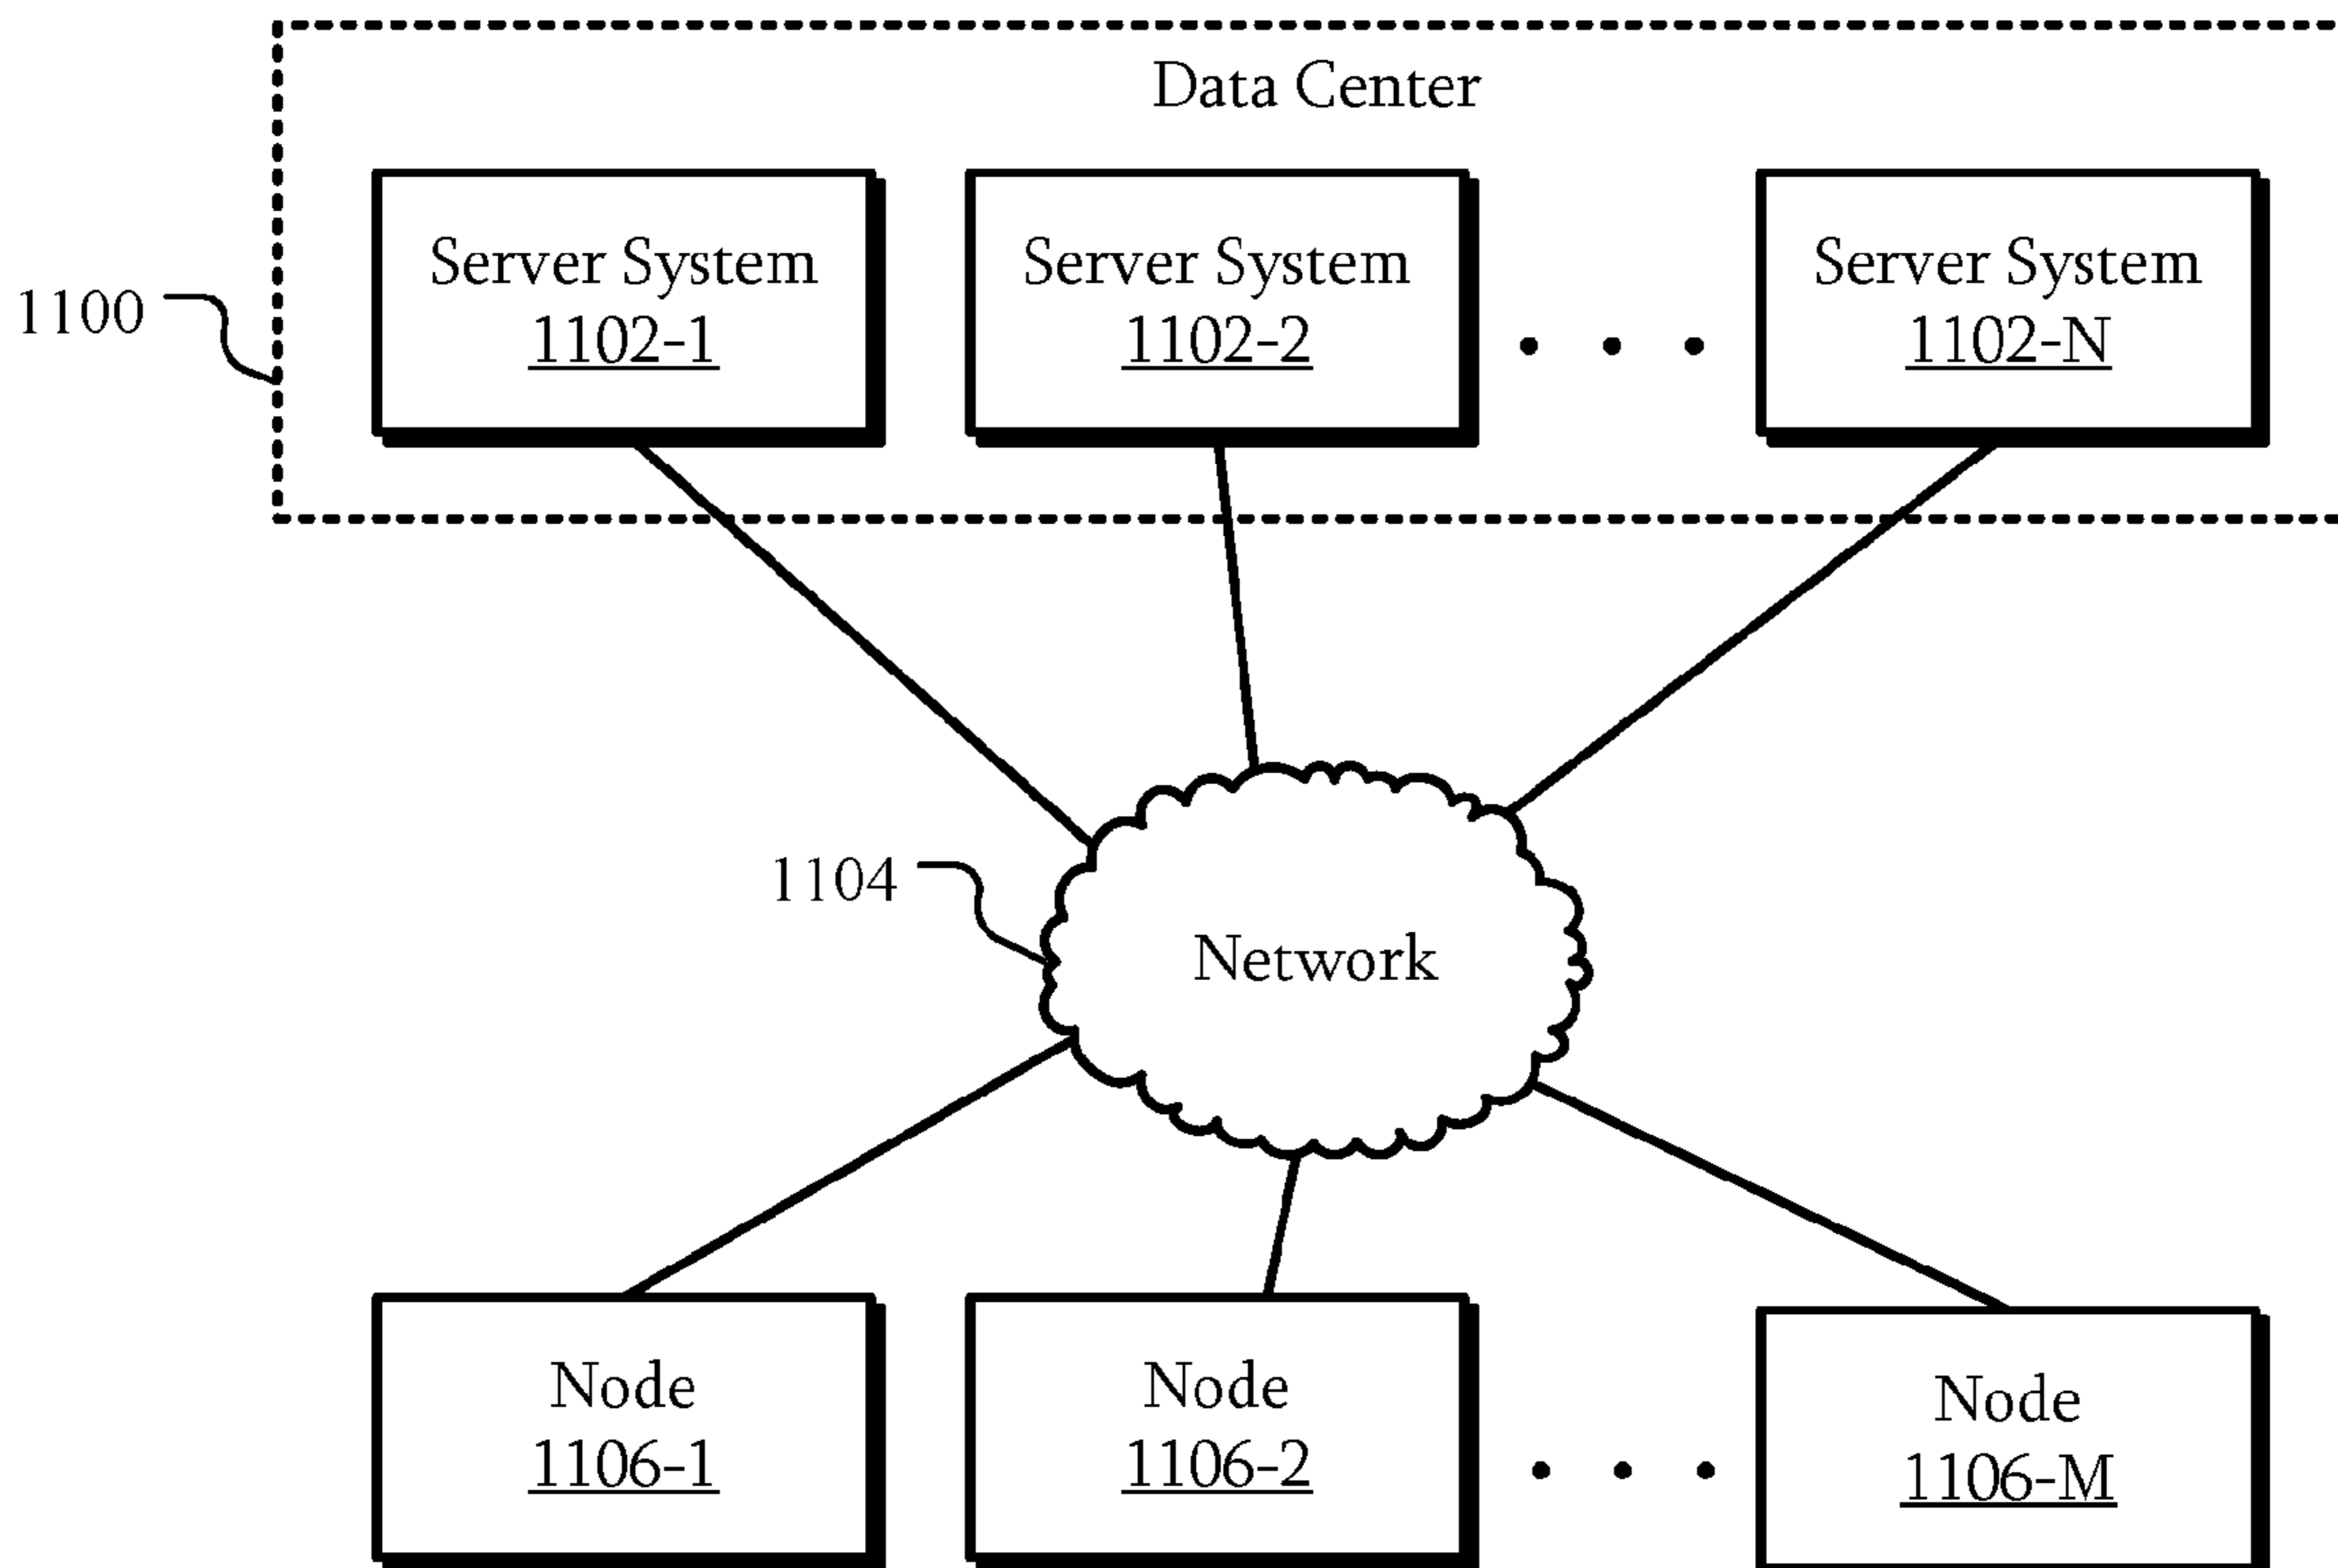 Data Center
Server System
1102-1
Server System
1102-2
Server System
1102-N
1100
1104
Network
Node
1106-1
Node
1106-2
Node
1106-M